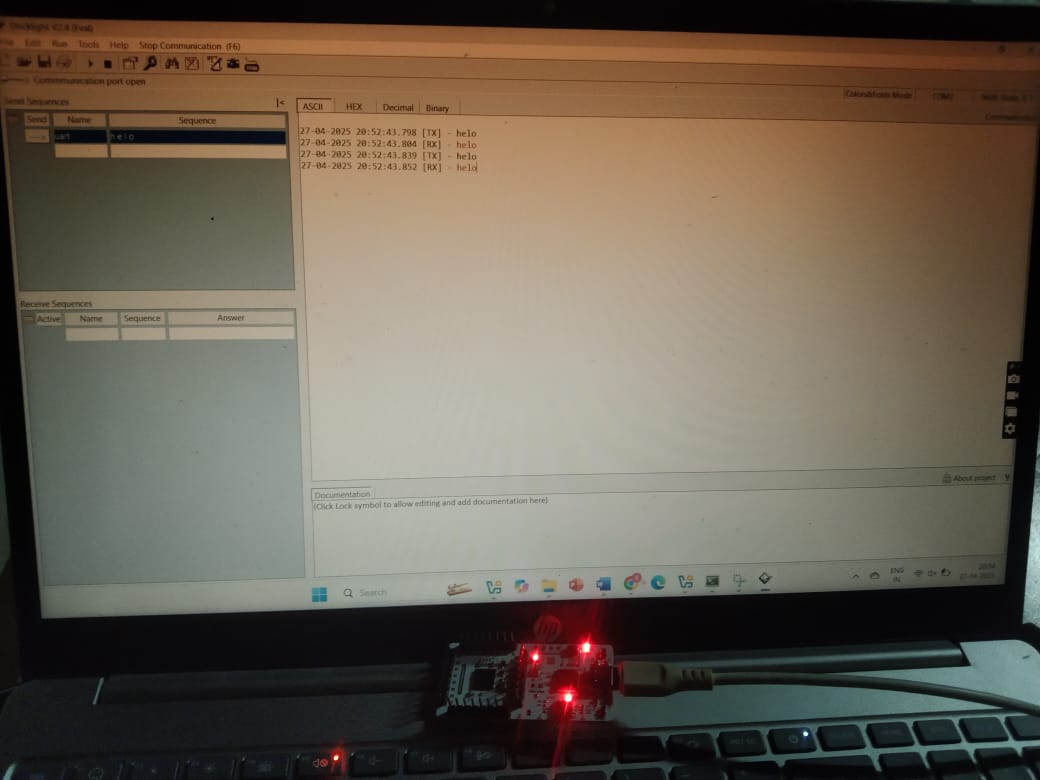 Docklight V2.4 (Eval)
Edit Run Tools Help Stop Communication (F6)
Communication port open
Colors&Fonts Mode COM2
Send Sequences
Send Name Sequence
uart helo
ASCII HEX Decimal Binary
27-04-2025 20:52:43.798 [TX] - helo
27-04-2025 20:52:43.804 [RX] - helo
27-04-2025 20:52:43.839 [TX] - helo
27-04-2025 20:52:43.852 [RX] - helo
Receive Sequences
Active Name Sequence Answer
About project
Documentation
(Click Lock symbol to allow editing and add documentation here)
Search
ENG
IN
20:54
27-04-2025
hp